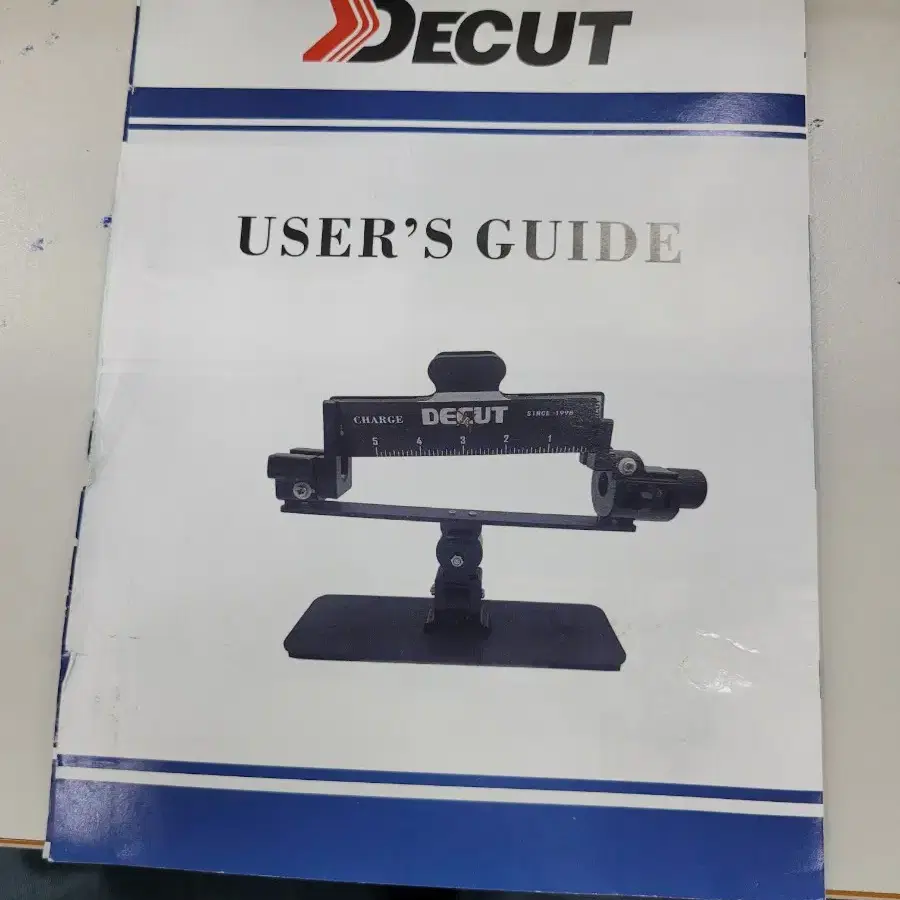 DECUT
USER'S GUIDE
CHARGE DECUT SINCE 1998
5 4 3 2 1